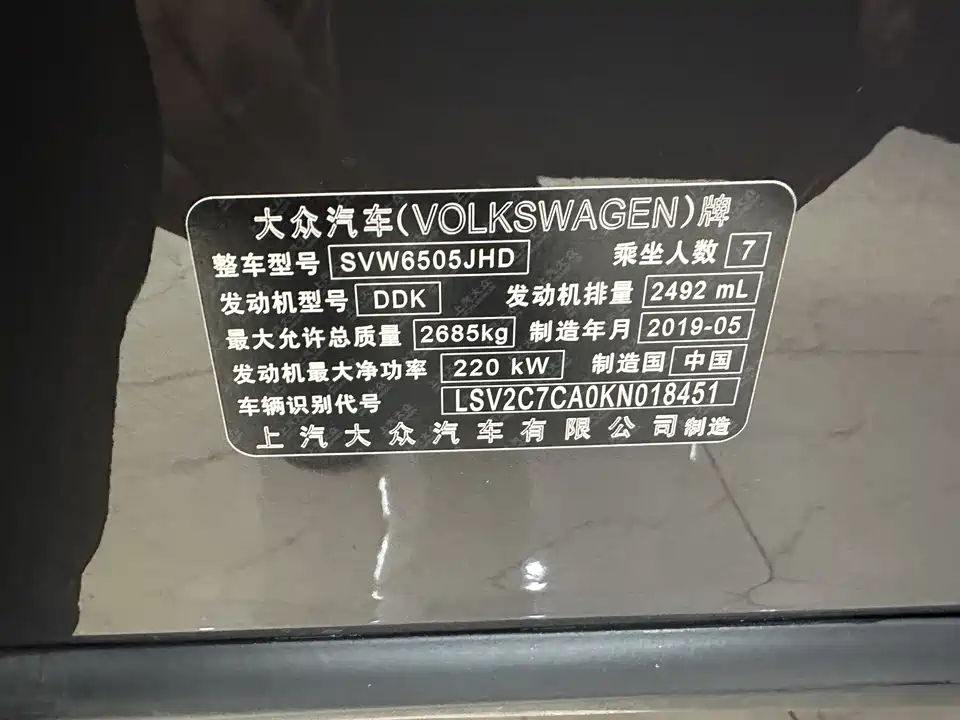 大众汽车(VOLKSWAGEN)牌
整车型号 SVW6505JHD 乘坐人数 7
发动机型号 DDK 发动机排量 2492 mL
最大允许总质量 2685kg 制造年月 2019-05
发动机最大净功率 220 kW 制造国 中国
车辆识别代号 LSV2C7CA0KN018451
上汽大众汽车有限公司制造